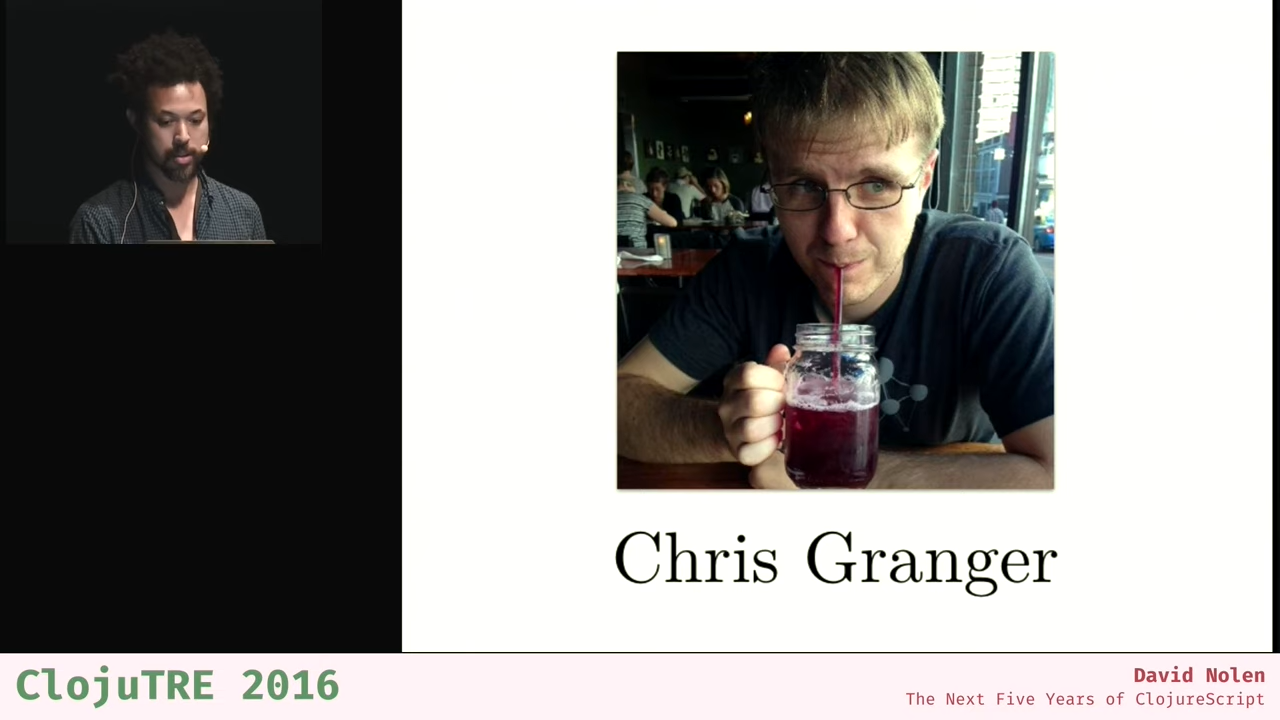 Chris Granger
ClojuTRE 2016
David Nolen
The Next Five Years of ClojureScript